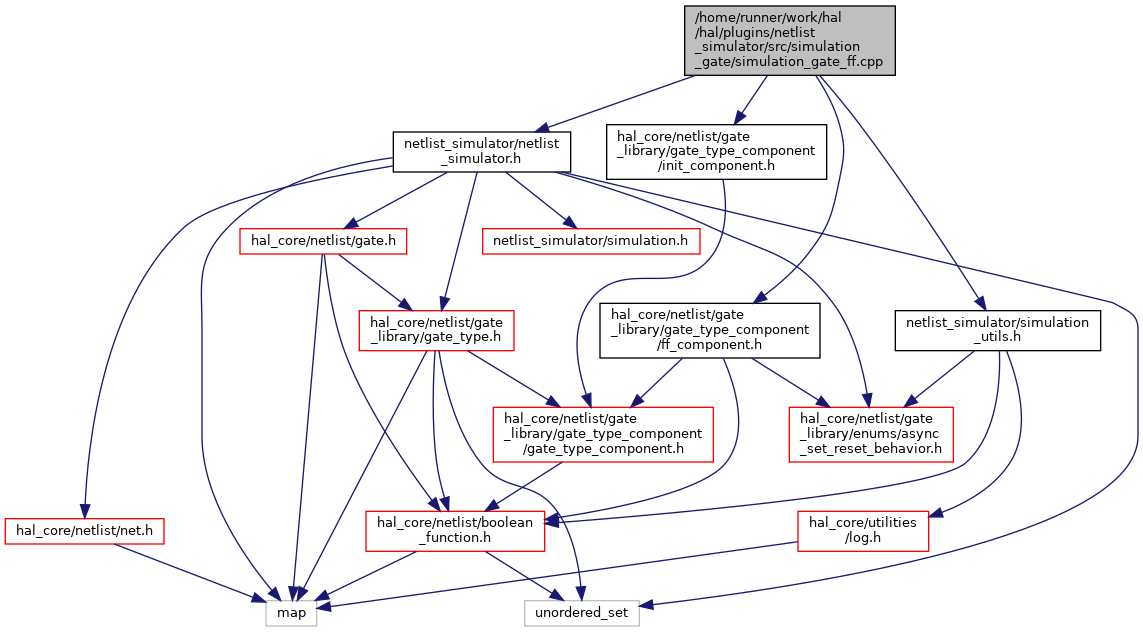 /home/runner/work/hal
/hal/plugins/netlist
_simulator/src/simulation
_gate/simulation_gate_ff.cpp
netlist_simulator/netlist
_simulator.h
hal_core/netlist/gate
_library/gate_type_component
/init_component.h
hal_core/netlist/gate.h
netlist_simulator/simulation.h
hal_core/netlist/gate
_library/gate_type.h
hal_core/netlist/gate
_library/gate_type_component
/ff_component.h
netlist_simulator/simulation
_utils.h
hal_core/netlist/gate
_library/gate_type_component
/gate_type_component.h
hal_core/netlist/gate
_library/enums/async
_set_reset_behavior.h
hal_core/netlist/net.h
hal_core/netlist/boolean
_function.h
hal_core/utilities
/log.h
map
unordered_set